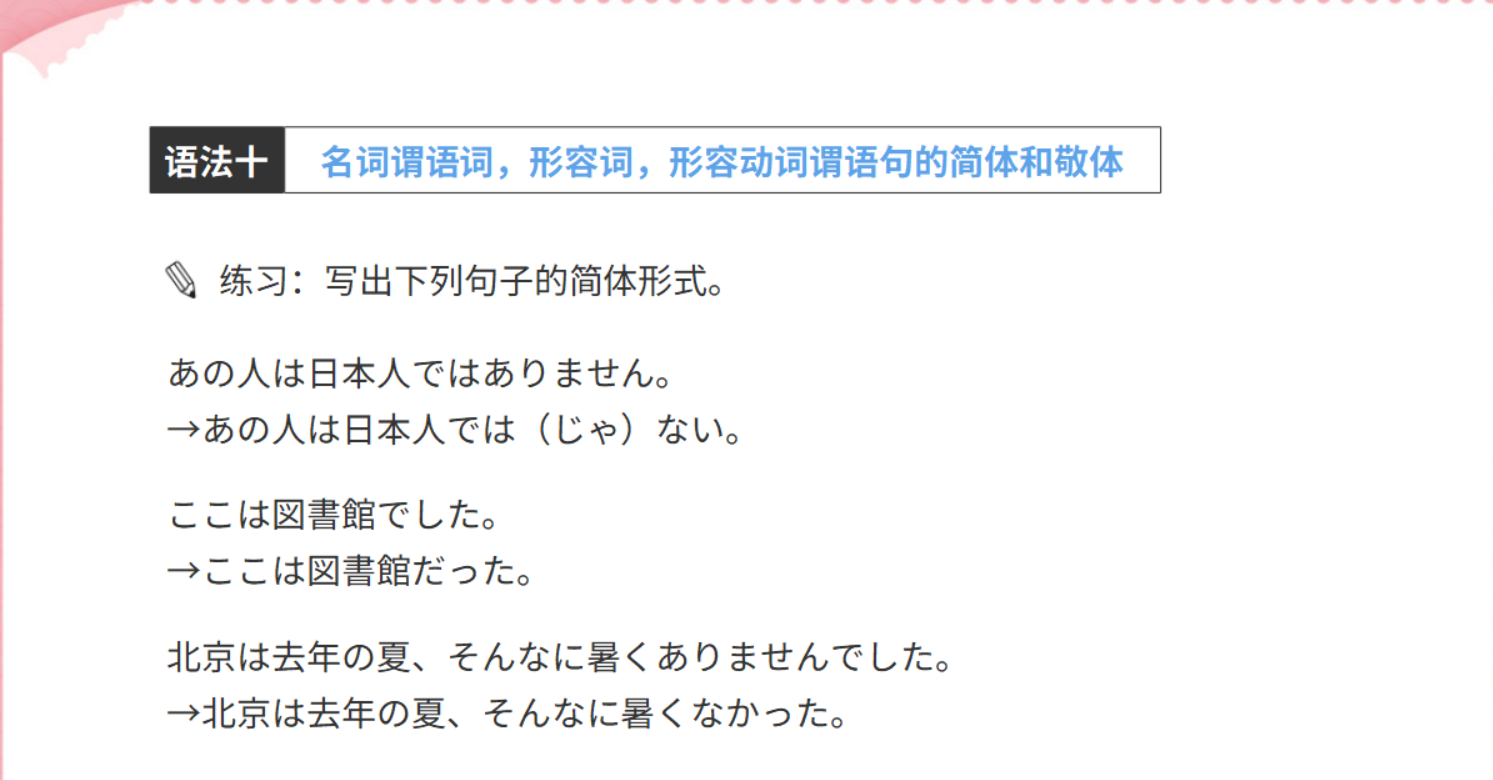 语法十 名词谓语词，形容词，形容动词谓语句的简体和敬体
练习：写出下列句子的简体形式。
あの人は日本人ではありません。
→あの人は日本人では（じゃ）ない。
ここは図書館でした。
→ここは図書館だった。
北京は去年の夏、そんなに暑くありませんでした。
→北京は去年の夏、そんなに暑くなかった。